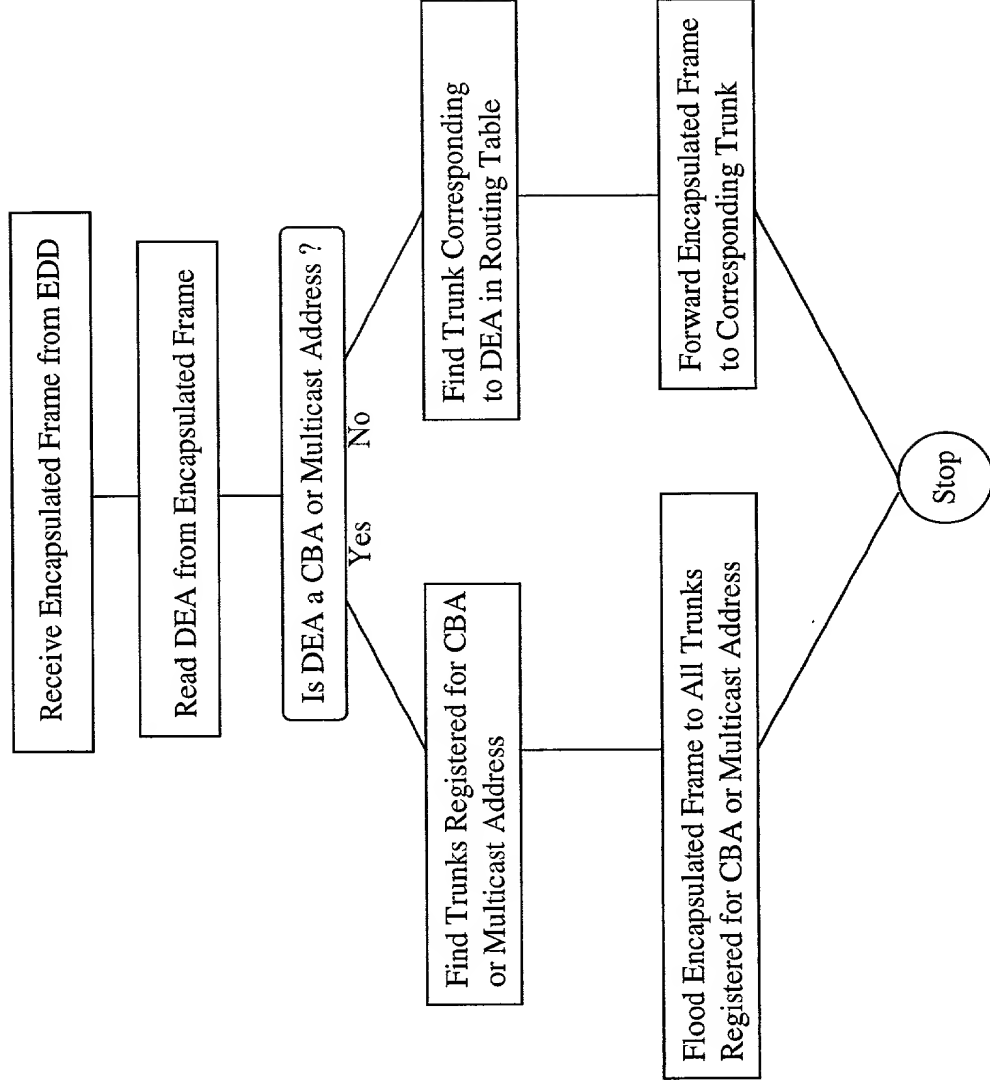 Receive Encapsulated Frame from EDD
Read DEA from Encapsulated Frame
Is DEA a CBA or Multicast Address ?
Yes
No
Find Trunks Registered for CBA
or Multicast Address
Find Trunk Corresponding
to DEA in Routing Table
Flood Encapsulated Frame to All Trunks
Registered for CBA or Multicast Address
Forward Encapsulated Frame
to Corresponding Trunk
Stop